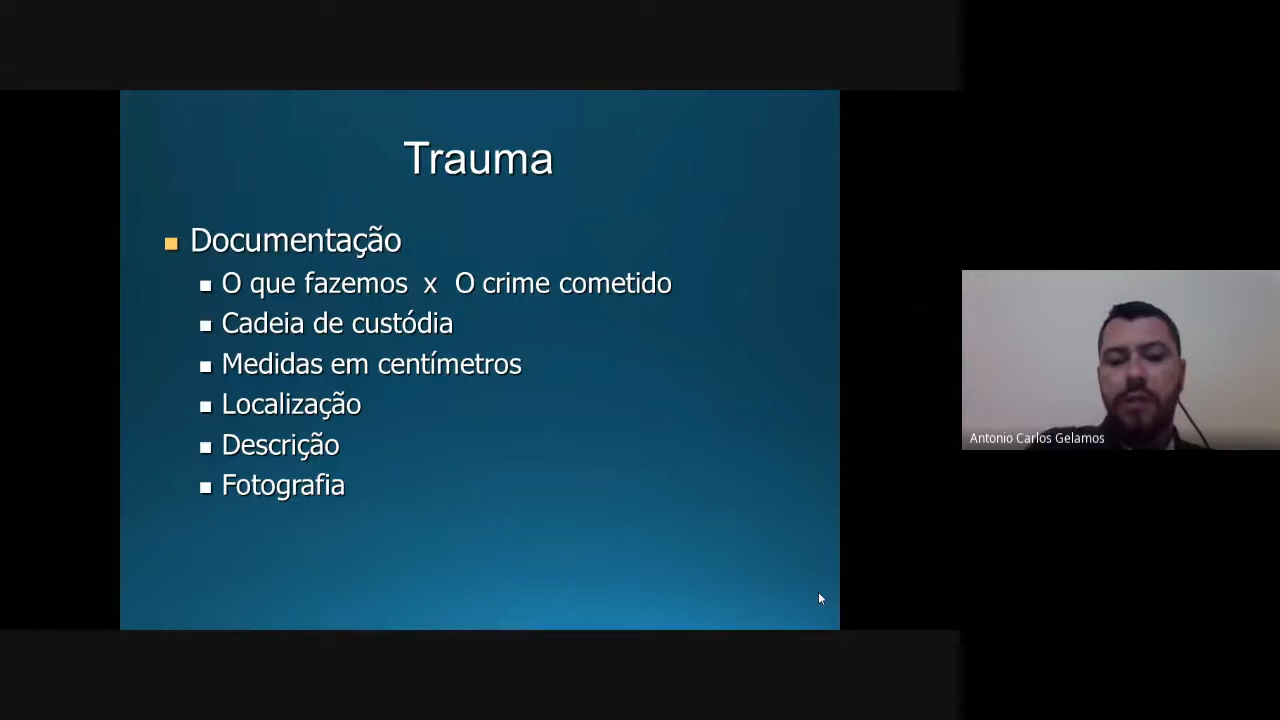 Trauma
Documentação
O que fazemos x O crime cometido
Cadeia de custódia
Medidas em centímetros
Localização
Descrição
Fotografia
Antonio Carlos Gelamos